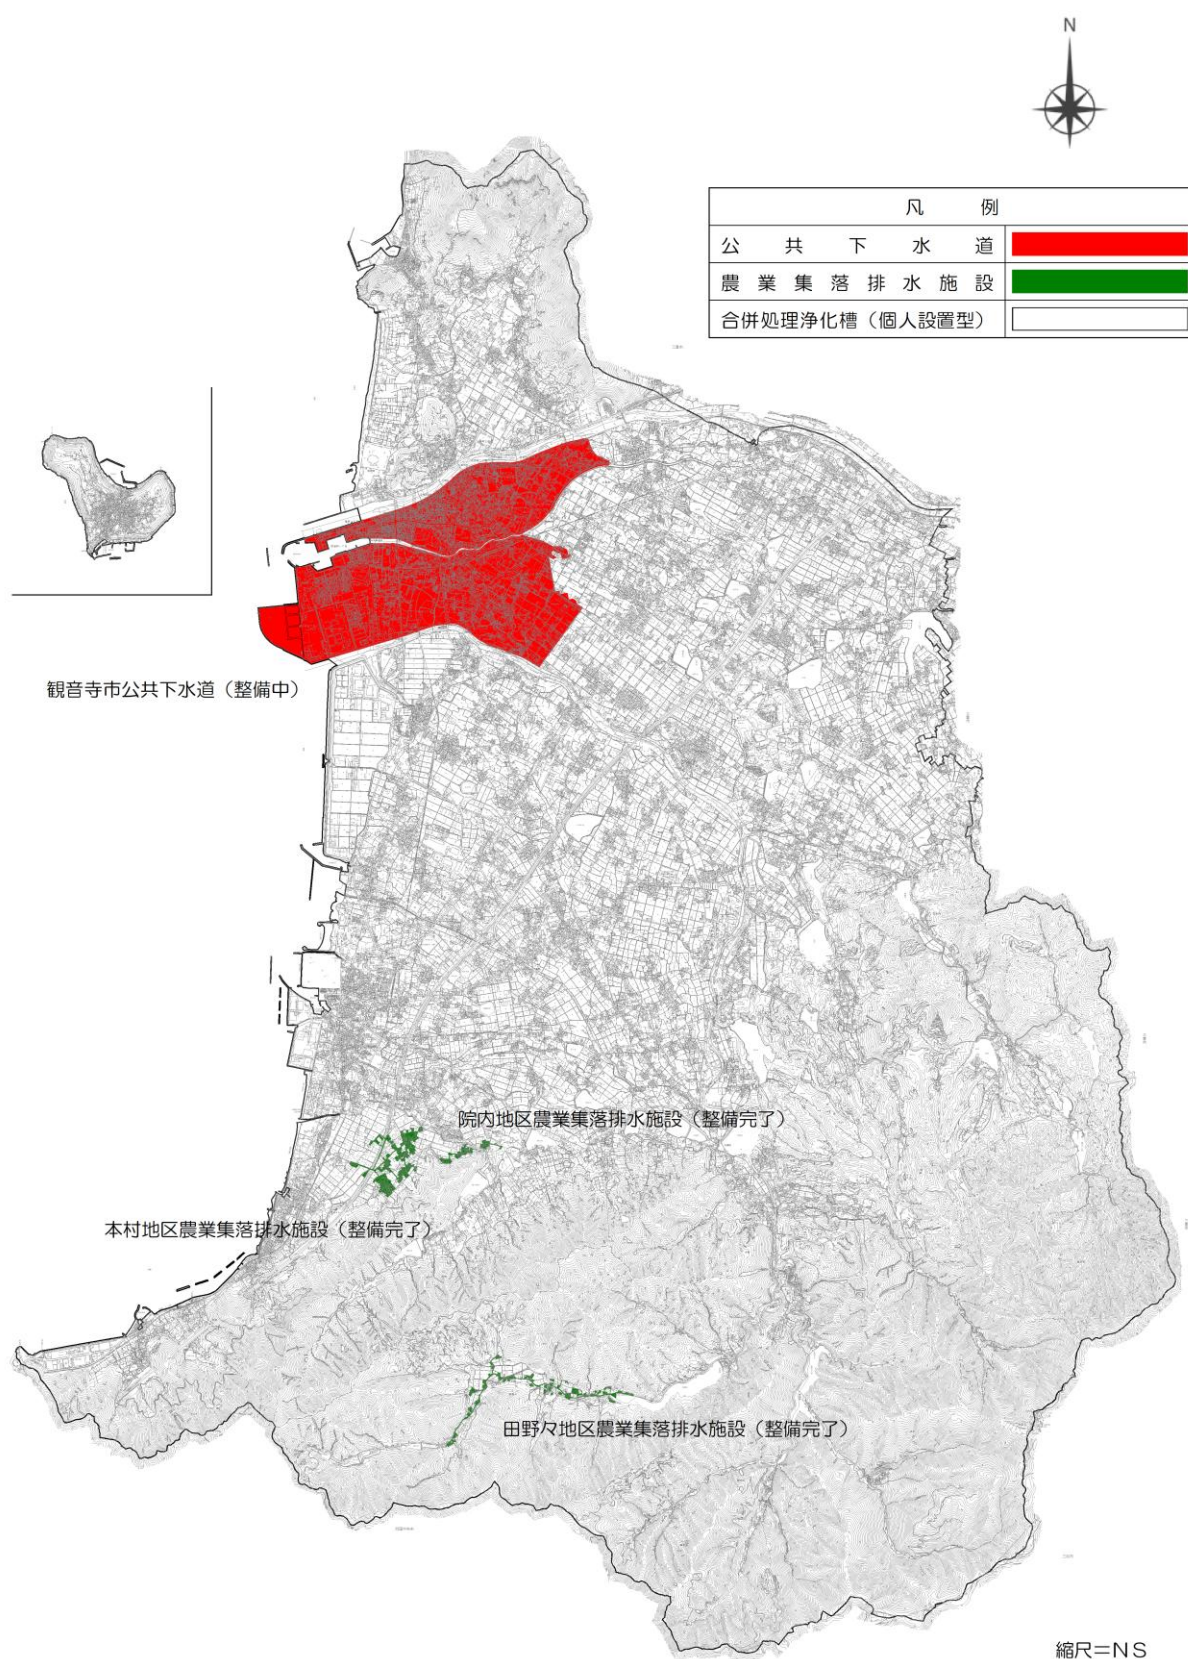 N
凡例
公共下水道
農業集落排水施設
合併処理浄化槽（個人設置型）
観音寺市公共下水道（整備中）
院内地区農業集落排水施設（整備完了）
本村地区農業集落排水施設（整備完了）
田野々地区農業集落排水施設（整備完了）
縮尺＝NS